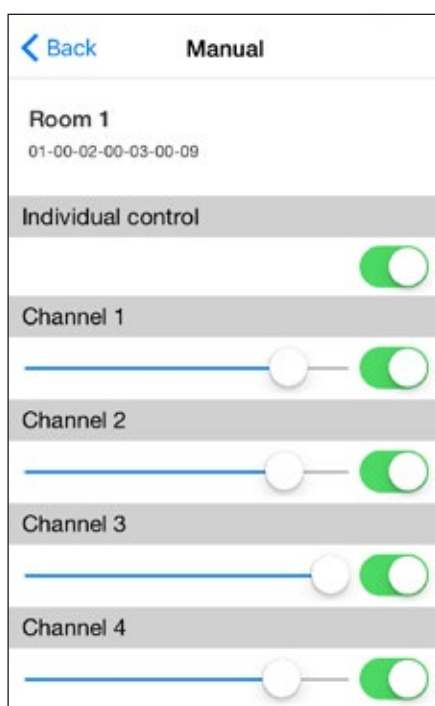 Back
Manual
Room 1
01-00-02-00-03-00-09
Individual control
Channel 1
Channel 2
Channel 3
Channel 4